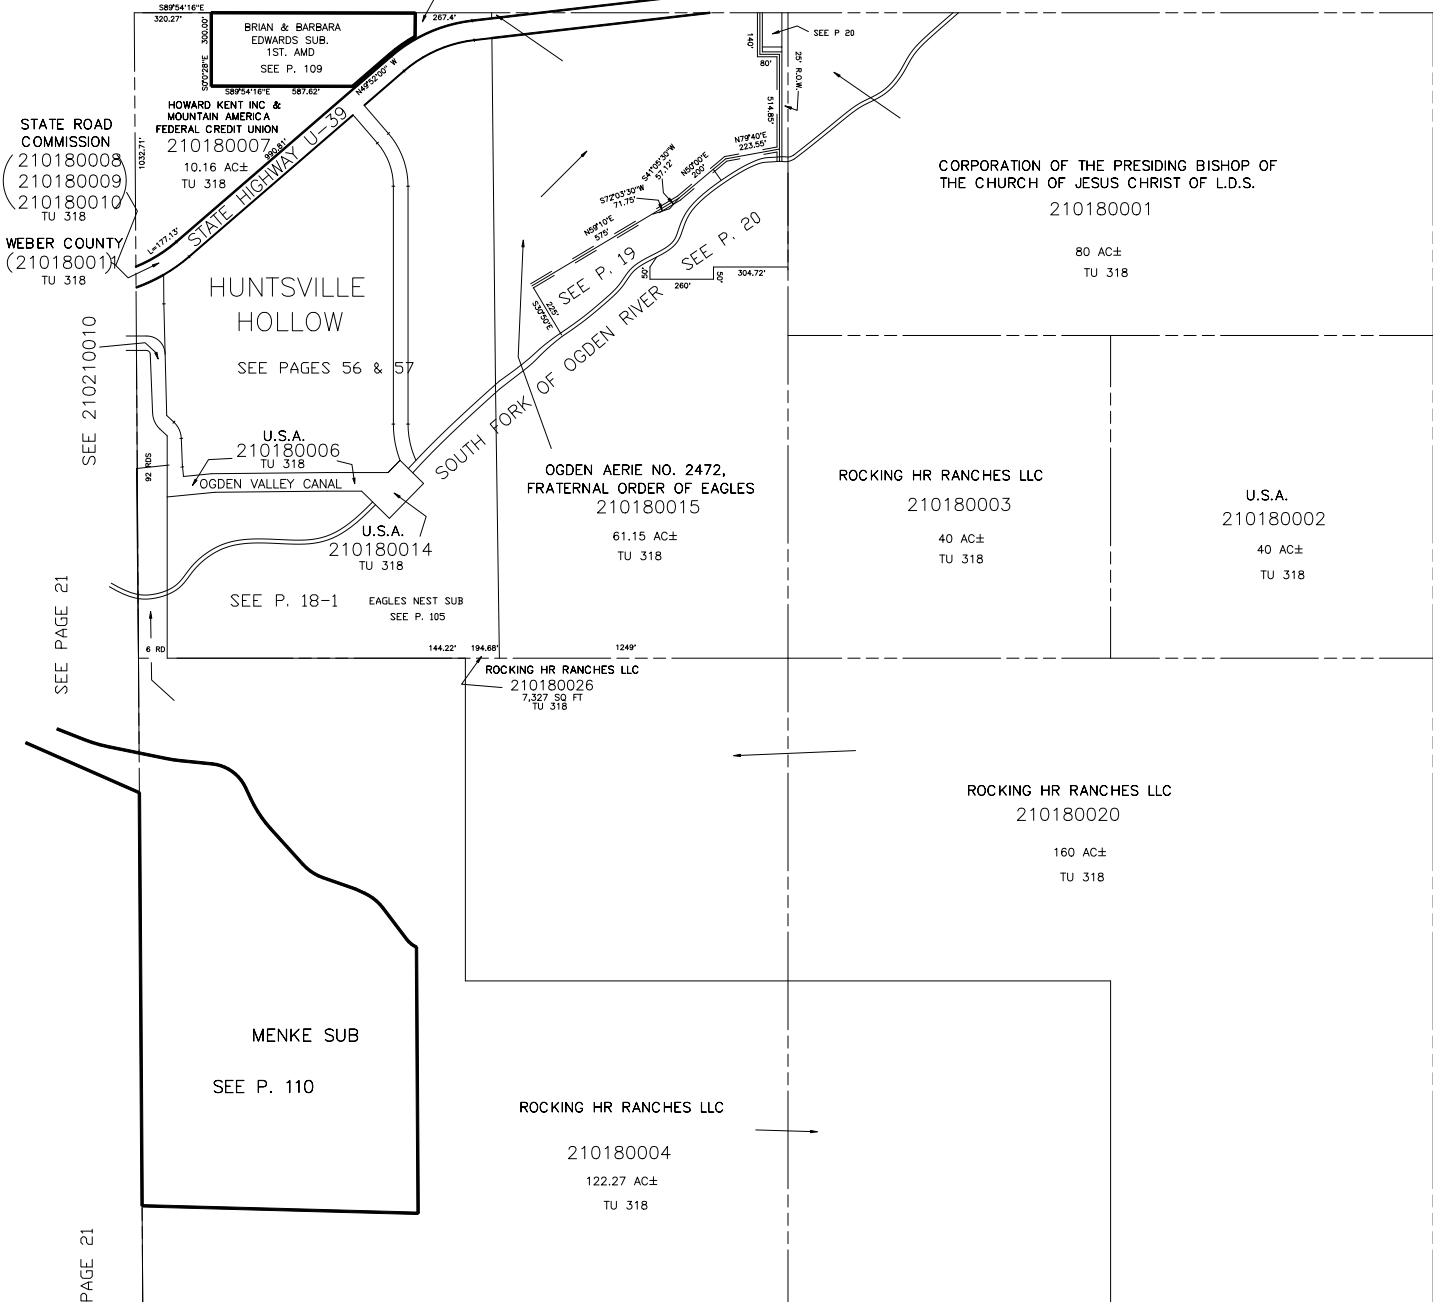 S89°54'16"E
320.27'
300.00'
S0°0'28"E
BRIAN & BARBARA
EDWARDS SUB.
1ST. AMD
SEE P. 109
S89°54'16"E 587.62'
267.4'
N49°52'00" W
HOWARD KENT INC &
MOUNTAIN AMERICA
FEDERAL CREDIT UNION
210180007
10.16 AC±
TU 318
990.81'
1032.71'
STATE HIGHWAY U-39
L=177.13'
STATE ROAD
COMMISSION
(210180008
210180009
210180010)
TU 318
WEBER COUNTY
(210180011)
TU 318
HUNTSVILLE
HOLLOW
SEE PAGES 56 & 57
SEE 210210010
92 RDS
U.S.A.
210180006
TU 318
OGDEN VALLEY CANAL
U.S.A.
210180014
TU 318
SEE P. 18-1
EAGLES NEST SUB
SEE P. 105
SEE PAGE 21
6 RD
144.22'
194.68'
1249'
SEE P 20
140'
80'
25' R.O.W.
514.85'
N79°40'E
223.55'
N50°00'E
200'
S41°05'30"W
57.12'
S72°03'30"W
71.75'
N59°10'E
575'
225'
S30°50'E
SEE P. 19
SEE P. 20
50'
260'
50'
304.72'
SOUTH FORK OF OGDEN RIVER
OGDEN AERIE NO. 2472,
FRATERNAL ORDER OF EAGLES
210180015
61.15 AC±
TU 318
CORPORATION OF THE PRESIDING BISHOP OF
THE CHURCH OF JESUS CHRIST OF L.D.S.
210180001
80 AC±
TU 318
ROCKING HR RANCHES LLC
210180003
40 AC±
TU 318
U.S.A.
210180002
40 AC±
TU 318
ROCKING HR RANCHES LLC
210180026
7,327 SQ FT
TU 318
ROCKING HR RANCHES LLC
210180020
160 AC±
TU 318
MENKE SUB
SEE P. 110
ROCKING HR RANCHES LLC
210180004
122.27 AC±
TU 318
PAGE 21